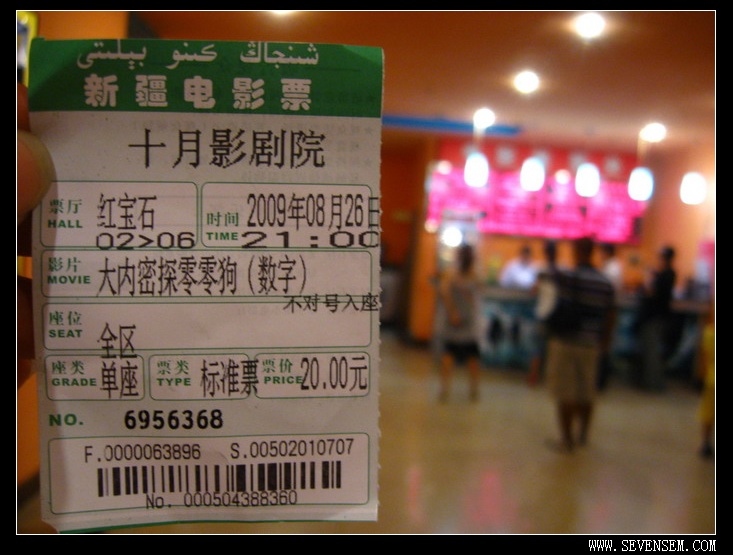 شىنجاڭ كىنو بېلىتى
新疆电影票
十月影剧院
票厅 HALL 红宝石 02>06
时间 TIME 2009年08月26日 21:00
影片 MOVIE 大内密探零零狗（数字）
不对号入座
座位 SEAT 全区
座类 GRADE 单座 票类 TYPE 标准票 票价 PRICE 20.00元
NO. 6956368
F.0000063896 S.00502010707
No. 000504388360
www.SEVENSEM.COM